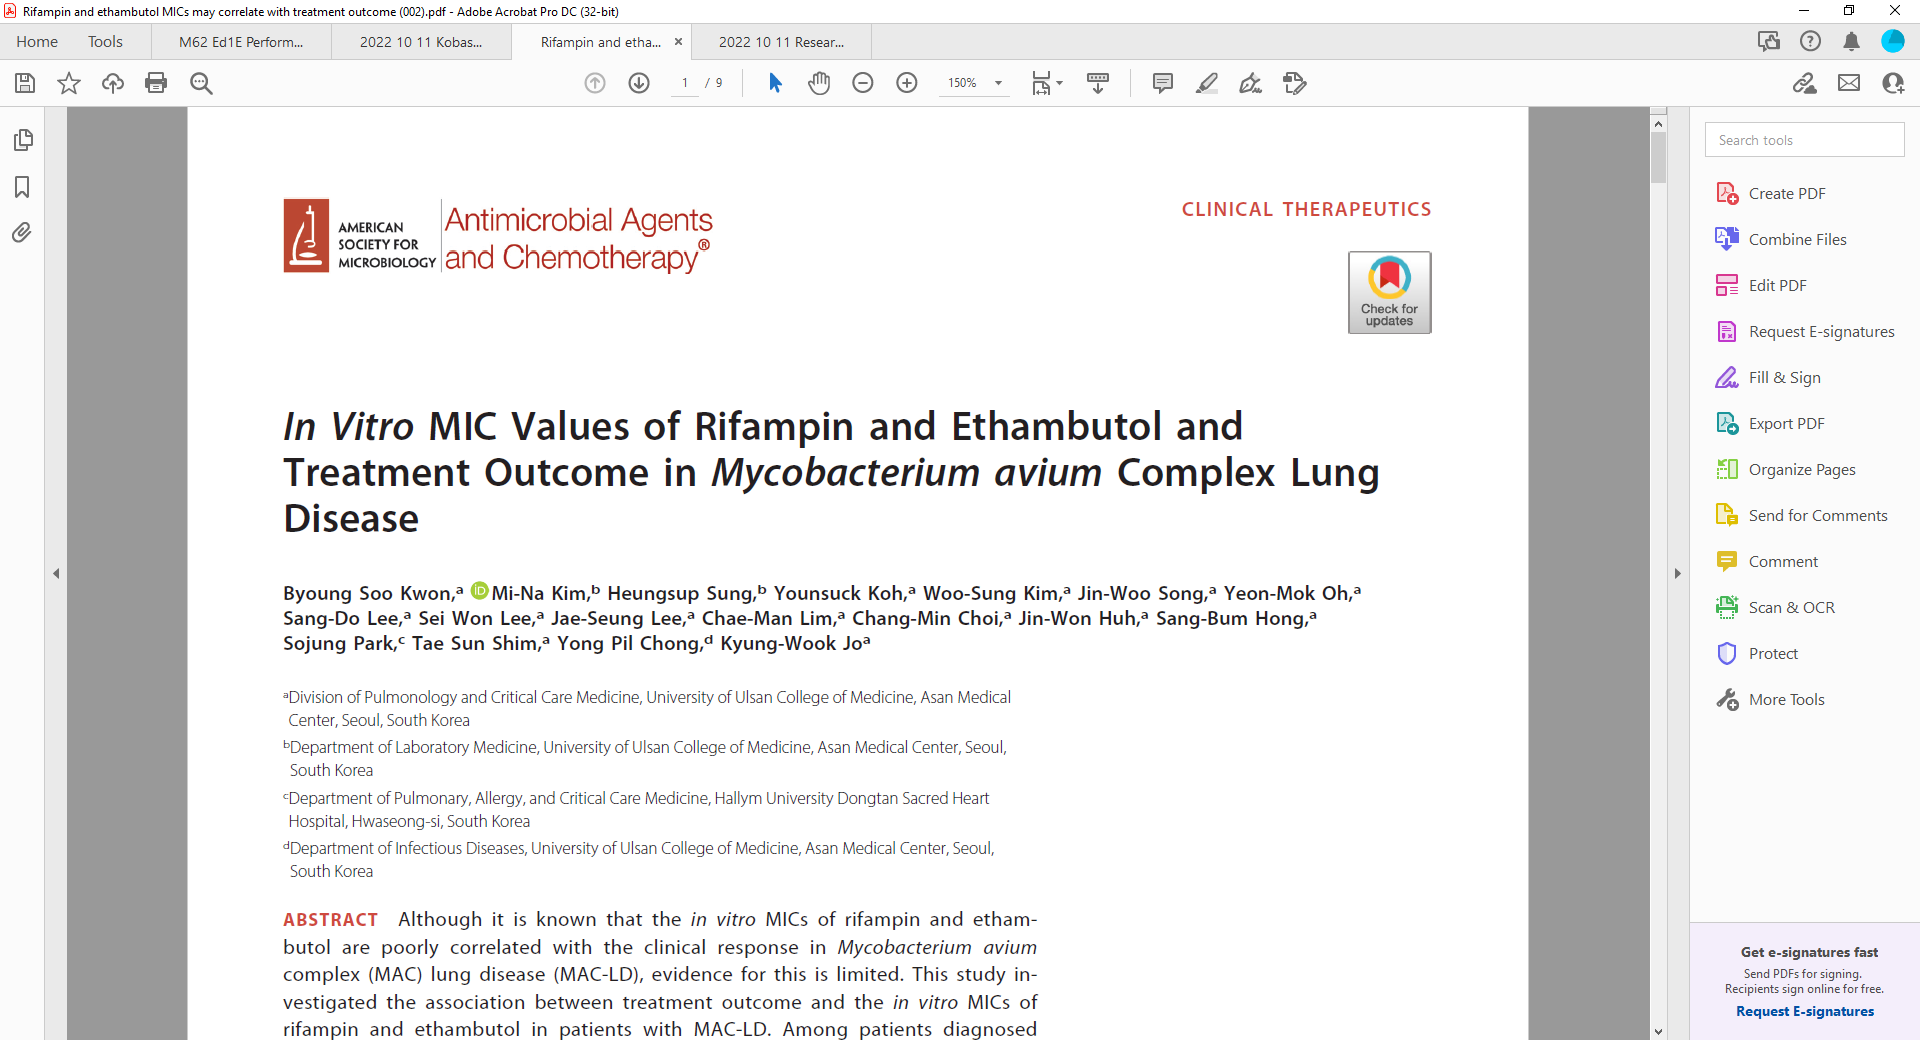 Rifampin and ethambutol MICs may correlate with treatment outcome (002).pdf - Adobe Acrobat Pro DC (32-bit)
Home
Tools
M62 Ed1E Perform...
2022 10 11 Kobas...
Rifampin and etha...
2022 10 11 Resear...
1 / 9
150%
AMERICAN
SOCIETY FOR
MICROBIOLOGY
Antimicrobial Agents
and Chemotherapy®
CLINICAL THERAPEUTICS
Check for
updates
In Vitro MIC Values of Rifampin and Ethambutol and
Treatment Outcome in Mycobacterium avium Complex Lung
Disease
Byoung Soo Kwon,ᵃ iD Mi-Na Kim,ᵇ Heungsup Sung,ᵇ Younsuck Koh,ᵃ Woo-Sung Kim,ᵃ Jin-Woo Song,ᵃ Yeon-Mok Oh,ᵃ
Sang-Do Lee,ᵃ Sei Won Lee,ᵃ Jae-Seung Lee,ᵃ Chae-Man Lim,ᵃ Chang-Min Choi,ᵃ Jin-Won Huh,ᵃ Sang-Bum Hong,ᵃ
Sojung Park,ᶜ Tae Sun Shim,ᵃ Yong Pil Chong,ᵈ Kyung-Wook Joᵃ
ᵃDivision of Pulmonology and Critical Care Medicine, University of Ulsan College of Medicine, Asan Medical
Center, Seoul, South Korea
ᵇDepartment of Laboratory Medicine, University of Ulsan College of Medicine, Asan Medical Center, Seoul,
South Korea
ᶜDepartment of Pulmonary, Allergy, and Critical Care Medicine, Hallym University Dongtan Sacred Heart
Hospital, Hwaseong-si, South Korea
ᵈDepartment of Infectious Diseases, University of Ulsan College of Medicine, Asan Medical Center, Seoul,
South Korea
ABSTRACT Although it is known that the in vitro MICs of rifampin and etham-
butol are poorly correlated with the clinical response in Mycobacterium avium
complex (MAC) lung disease (MAC-LD), evidence for this is limited. This study in-
vestigated the association between treatment outcome and the in vitro MICs of
rifampin and ethambutol in patients with MAC-LD. Among patients diagnosed
Search tools
Create PDF
Combine Files
Edit PDF
Request E-signatures
Fill & Sign
Export PDF
Organize Pages
Send for Comments
Comment
Scan & OCR
Protect
More Tools
Get e-signatures fast
Send PDFs for signing.
Recipients sign online for free.
Request E-signatures